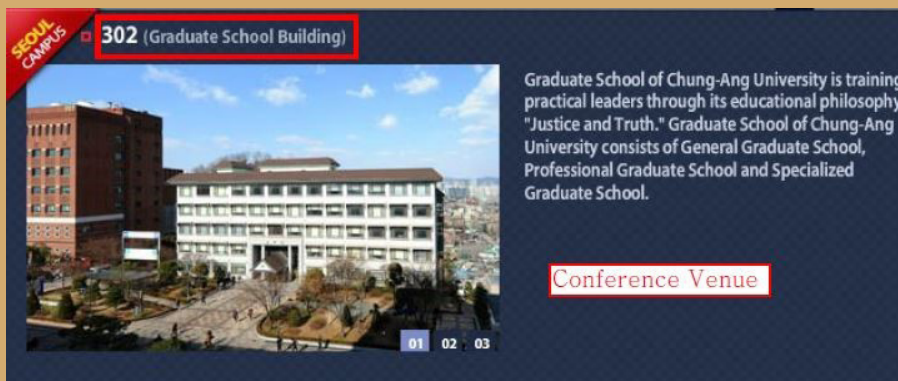 SEOUL
CAMPUS
302 (Graduate School Building)
Graduate School of Chung-Ang University is training
practical leaders through its educational philosophy
"Justice and Truth." Graduate School of Chung-Ang
University consists of General Graduate School,
Professional Graduate School and Specialized
Graduate School.
Conference Venue
01 02 03